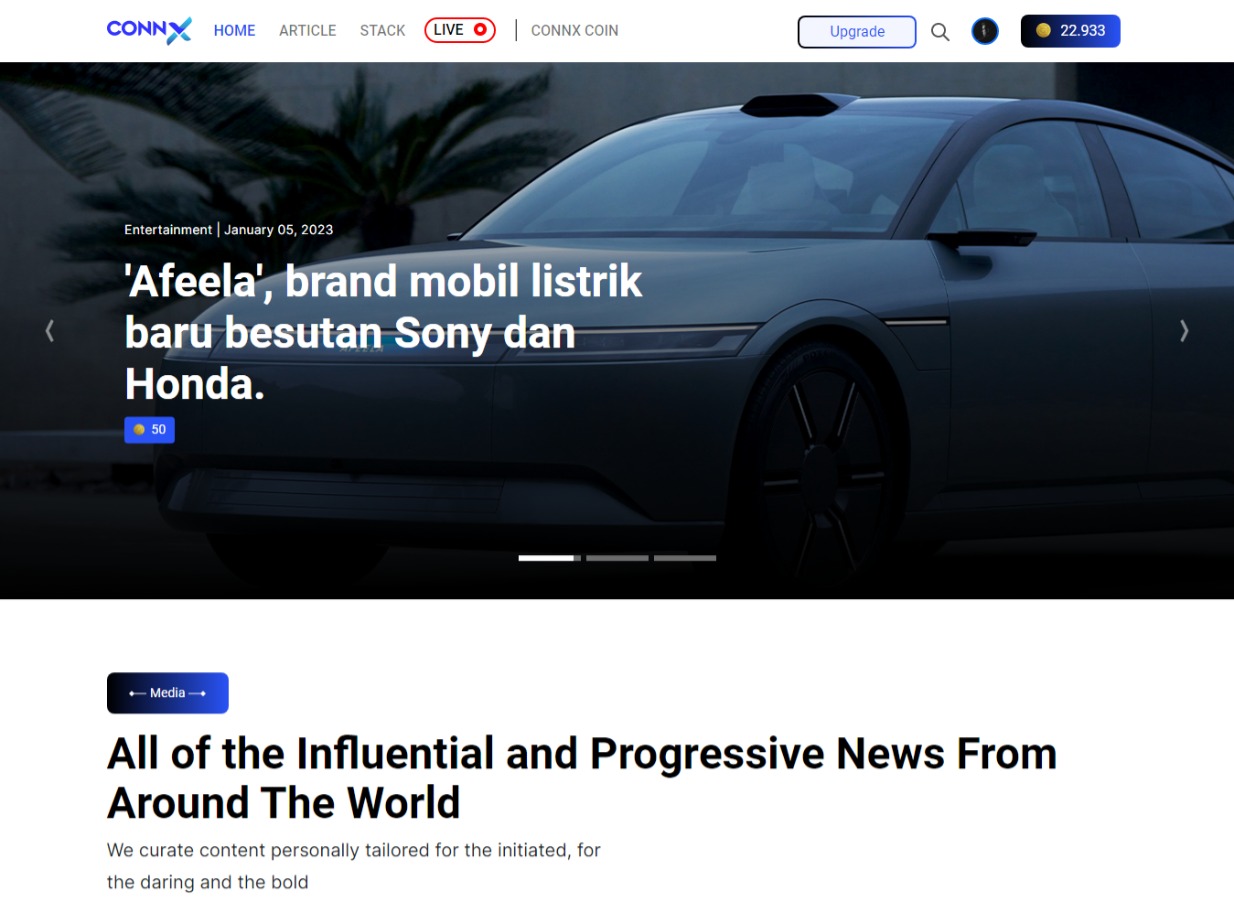 CONNX HOME ARTICLE STACK LIVE CONNX COIN Upgrade 22.933
Entertainment | January 05, 2023
'Afeela', brand mobil listrik
baru besutan Sony dan
Honda.
AFEELA
50
Media
All of the Influential and Progressive News From
Around The World
We curate content personally tailored for the initiated, for
the daring and the bold